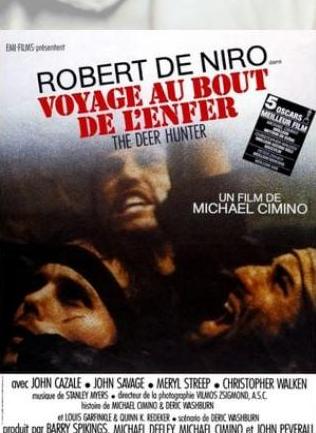 EMI-FILMS présentent
ROBERT DE NIRO
dans
VOYAGE AU BOUT
DE L'ENFER
THE DEER HUNTER
5 OSCARS
MEILLEUR FILM
UN FILM DE
MICHAEL CIMINO
avec JOHN CAZALE • JOHN SAVAGE • MERYL STREEP • CHRISTOPHER WALKEN
musique de STANLEY MYERS • directeur de la photographie VILMOS ZSIGMOND, A.S.C.
histoire de MICHAEL CIMINO & DERIC WASHBURN
et LOUIS GARFINKLE & QUINN K. REDEKER • scénario de DERIC WASHBURN
produit par BARRY SPIKINGS, MICHAEL DEELEY, MICHAEL CIMINO et JOHN PEVERALL